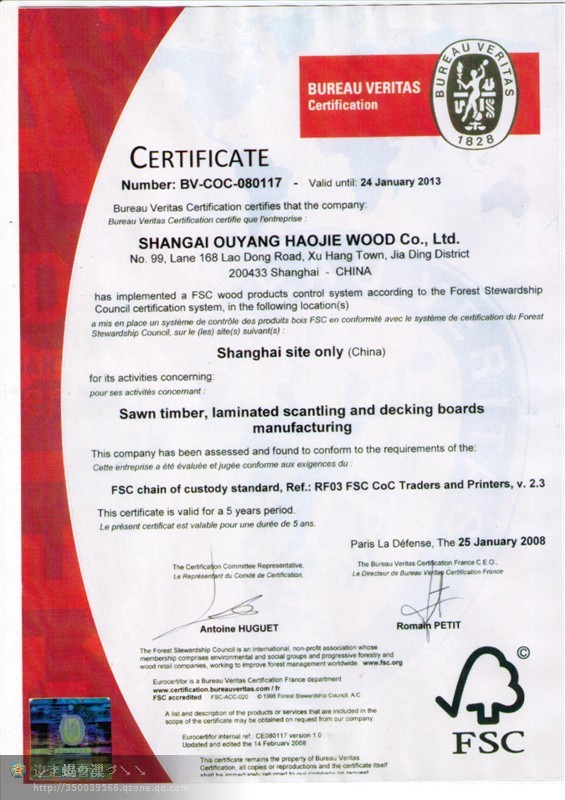 BUREAU VERITAS
Certification
BUREAU VERITAS
1828
CERTIFICATE
Number: BV-COC-080117 - Valid until: 24 January 2013
Bureau Veritas Certification certifies that the company:
Bureau Veritas Certification certifie que l'entreprise :
SHANGAI OUYANG HAOJIE WOOD Co., Ltd.
No. 99, Lane 168 Lao Dong Road, Xu Hang Town, Jia Ding District
200433 Shanghai - CHINA
has implemented a FSC wood products control system according to the Forest Stewardship
Council certification system, in the following location(s)
a mis en place un système de contrôle des produits bois FSC en conformité avec le système de certification du Forest
Stewardship Council, sur le (les) site(s) suivant(s) :
Shanghai site only (China)
for its activities concerning:
pour ses activités concernant :
Sawn timber, laminated scantling and decking boards
manufacturing
This company has been assessed and found to conform to the requirements of the:
Cette entreprise a été évaluée et jugée conforme aux exigences du :
FSC chain of custody standard, Ref.: RF03 FSC CoC Traders and Printers, v. 2.3
This certificate is valid for a 5 years period.
Le présent certificat est valable pour une durée de 5 ans.
Paris La Défense, The 25 January 2008
The Certification Committee Representative,
Le Représentant du Comité de Certification,
The Bureau Veritas Certification France C.E.O.,
Le Directeur de Bureau Veritas Certification France
Antoine HUGUET
Romain PETIT
The Forest Stewardship Council is an international, non-profit association whose
membership comprises environmental and social groups and progressive forestry and
wood retail companies, working to improve forest management worldwide. www.fsc.org
Eurocertifor is a Bureau Veritas Certification France department
www.certification.bureauveritas.com / fr
FSC accredited FSC-ACC-020 © 1996 Forest Stewardship Council A.C.
A list and description of the products or services that are included in the
scope of the certificate may be obtained on request from our company.
Eurocertifor internal ref.: CE080117 version 1.0
Updated and edited the 14 February 2008
This certificate remains the property of Bureau Veritas
Certification, all copies or reproductions and the certificate itself
shall be immediately returned to our company on request
©
FSC
http://350039566.qzone.qq.com/